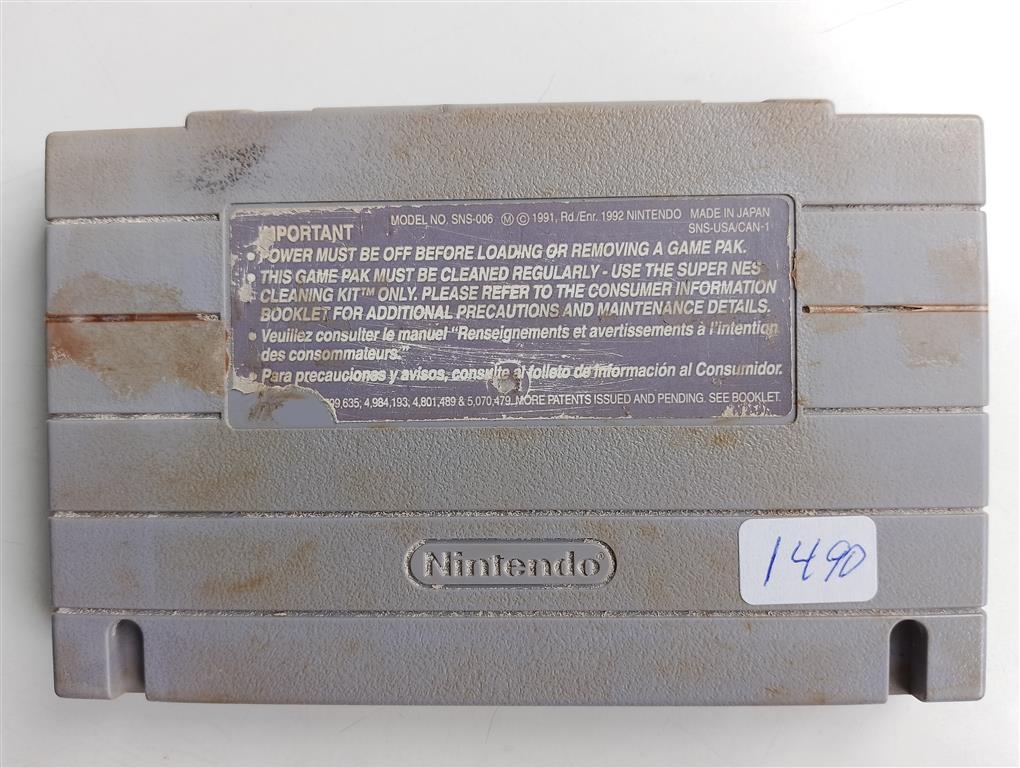 MODEL NO. SNS-006 Ⓜ © 1991, Rd./Enr. 1992 NINTENDO MADE IN JAPAN
SNS-USA/CAN-1
IMPORTANT
• POWER MUST BE OFF BEFORE LOADING OR REMOVING A GAME PAK.
• THIS GAME PAK MUST BE CLEANED REGULARLY - USE THE SUPER NES
CLEANING KIT™ ONLY. PLEASE REFER TO THE CONSUMER INFORMATION
BOOKLET FOR ADDITIONAL PRECAUTIONS AND MAINTENANCE DETAILS.
• Veuillez consulter le manuel "Renseignements et avertissements à l'intention
des consommateurs."
• Para precauciones y avisos, consulte al folleto de información al Consumidor.
99,635; 4,984,193; 4,801,489 & 5,070,479. MORE PATENTS ISSUED AND PENDING. SEE BOOKLET.
Nintendo®
1490